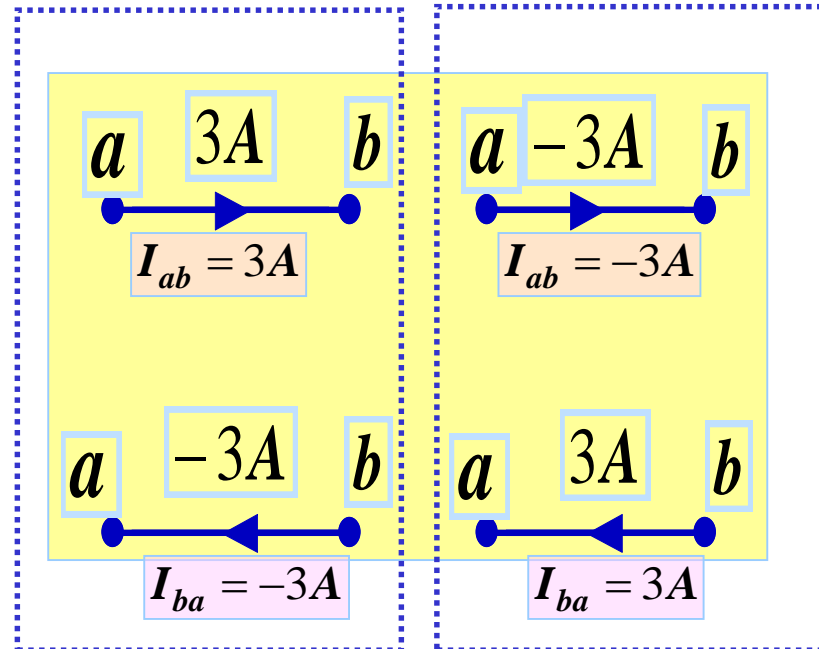 a 3A b a −3A b
I_ab = 3A I_ab = −3A
a −3A b a 3A b
I_ba = −3A I_ba = 3A